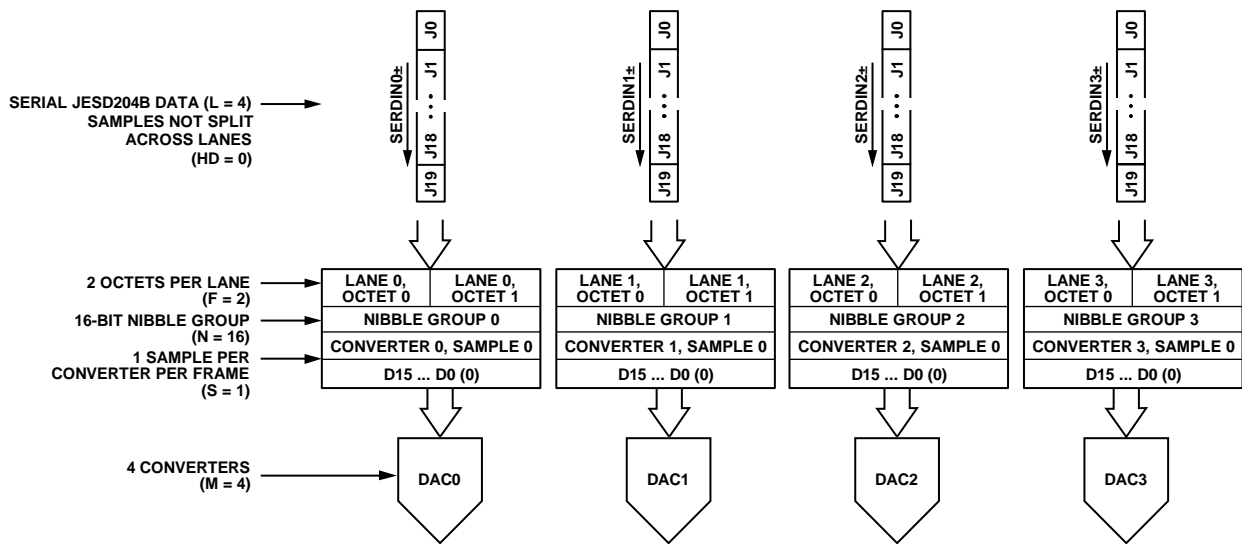 SERIAL JESD204B DATA (L = 4)
SAMPLES NOT SPLIT
ACROSS LANES
(HD = 0)
SERDIN0±
J0
J1
• • •
J18
J19
SERDIN1±
J0
J1
• • •
J18
J19
SERDIN2±
J0
J1
• • •
J18
J19
SERDIN3±
J0
J1
• • •
J18
J19
2 OCTETS PER LANE
(F = 2)
LANE 0,
OCTET 0
LANE 0,
OCTET 1
LANE 1,
OCTET 0
LANE 1,
OCTET 1
LANE 2,
OCTET 0
LANE 2,
OCTET 1
LANE 3,
OCTET 0
LANE 3,
OCTET 1
16-BIT NIBBLE GROUP
(N = 16)
NIBBLE GROUP 0
NIBBLE GROUP 1
NIBBLE GROUP 2
NIBBLE GROUP 3
1 SAMPLE PER
CONVERTER PER FRAME
(S = 1)
CONVERTER 0, SAMPLE 0
CONVERTER 1, SAMPLE 0
CONVERTER 2, SAMPLE 0
CONVERTER 3, SAMPLE 0
D15 ... D0 (0)
D15 ... D0 (0)
D15 ... D0 (0)
D15 ... D0 (0)
4 CONVERTERS
(M = 4)
DAC0
DAC1
DAC2
DAC3